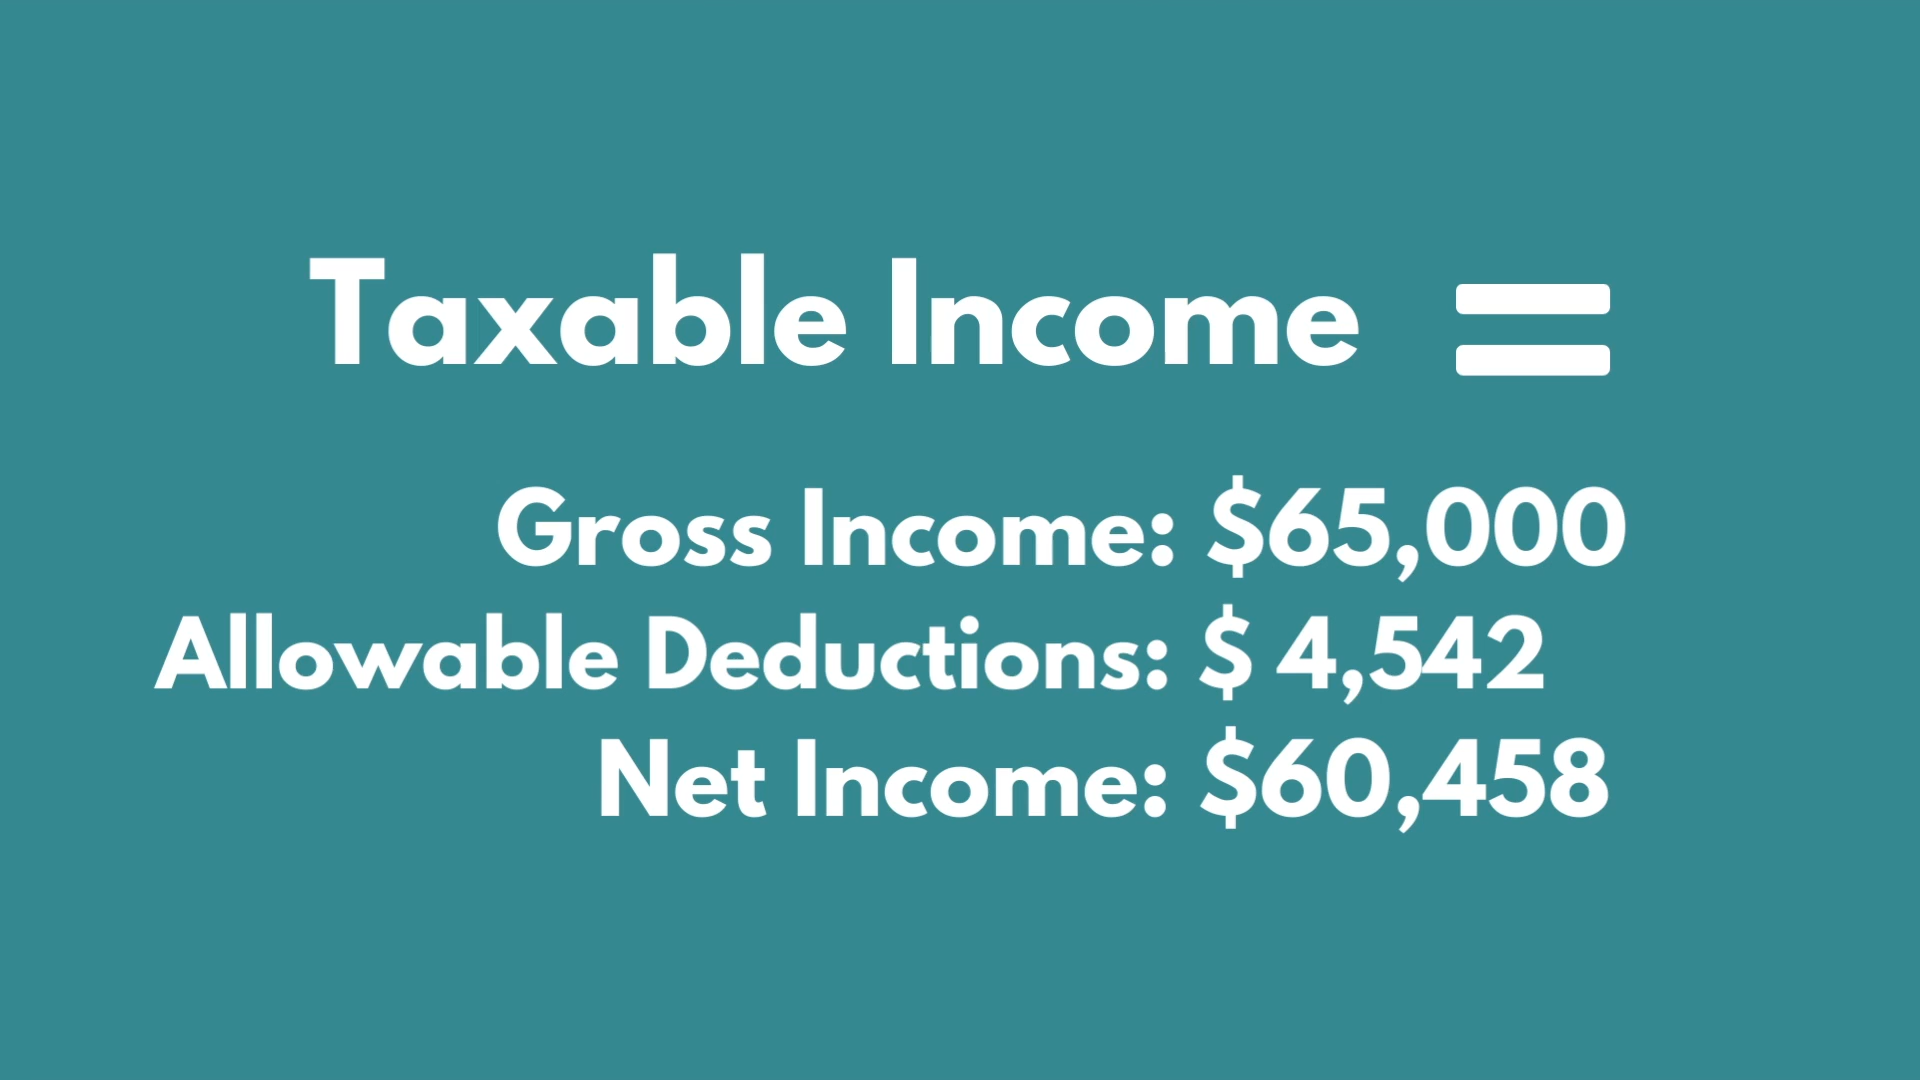 Taxable Income =
Gross Income: $65,000
Allowable Deductions: $ 4,542
Net Income: $60,458